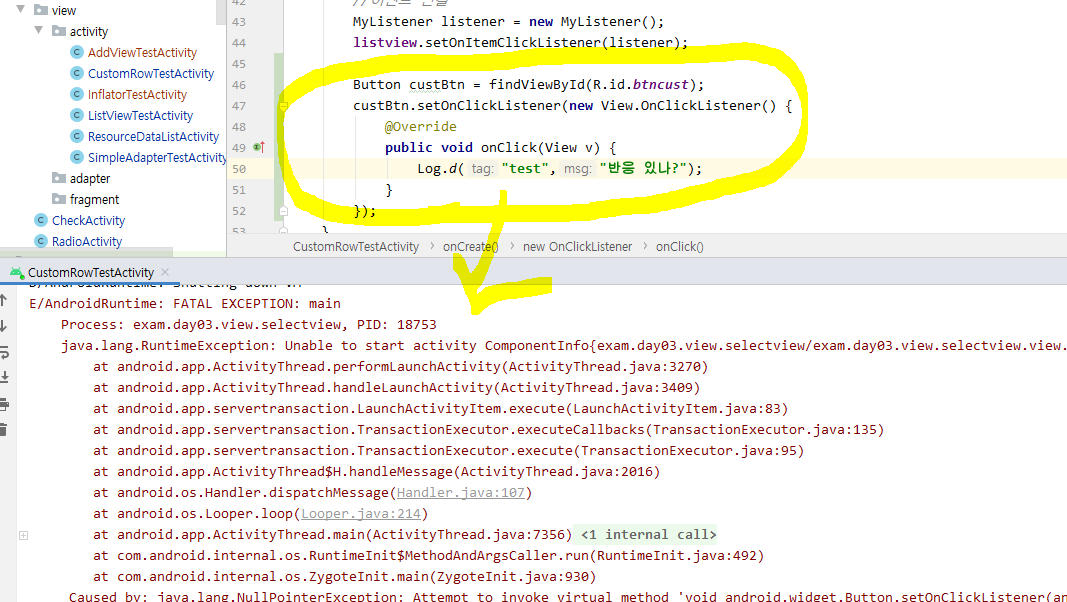 view
activity
AddViewTestActivity
CustomRowTestActivity
InflatorTestActivity
ListViewTestActivity
ResourceDataListActivity
SimpleAdapterTestActivity
adapter
fragment
CheckActivity
RadioActivity
42
43 MyListener listener = new MyListener();
44 listview.setOnItemClickListener(listener);
45
46 Button custBtn = findViewById(R.id.btncust);
47 custBtn.setOnClickListener(new View.OnClickListener() {
48 @Override
49 public void onClick(View v) {
50 Log.d( tag: "test", msg: "반응 있나?");
51 }
52 });
53 }
CustomRowTestActivity › onCreate() › new OnClickListener › onClick()
CustomRowTestActivity ×
D/AndroidRuntime: Shutting down VM
E/AndroidRuntime: FATAL EXCEPTION: main
Process: exam.day03.view.selectview, PID: 18753
java.lang.RuntimeException: Unable to start activity ComponentInfo{exam.day03.view.selectview/exam.day03.view.selectview.view.
at android.app.ActivityThread.performLaunchActivity(ActivityThread.java:3270)
at android.app.ActivityThread.handleLaunchActivity(ActivityThread.java:3409)
at android.app.servertransaction.LaunchActivityItem.execute(LaunchActivityItem.java:83)
at android.app.servertransaction.TransactionExecutor.executeCallbacks(TransactionExecutor.java:135)
at android.app.servertransaction.TransactionExecutor.execute(TransactionExecutor.java:95)
at android.app.ActivityThread$H.handleMessage(ActivityThread.java:2016)
at android.os.Handler.dispatchMessage(Handler.java:107)
at android.os.Looper.loop(Looper.java:214)
at android.app.ActivityThread.main(ActivityThread.java:7356) <1 internal call>
at com.android.internal.os.RuntimeInit$MethodAndArgsCaller.run(RuntimeInit.java:492)
at com.android.internal.os.ZygoteInit.main(ZygoteInit.java:930)
Caused by: java.lang.NullPointerException: Attempt to invoke virtual method 'void android.widget.Button.setOnClickListener(an